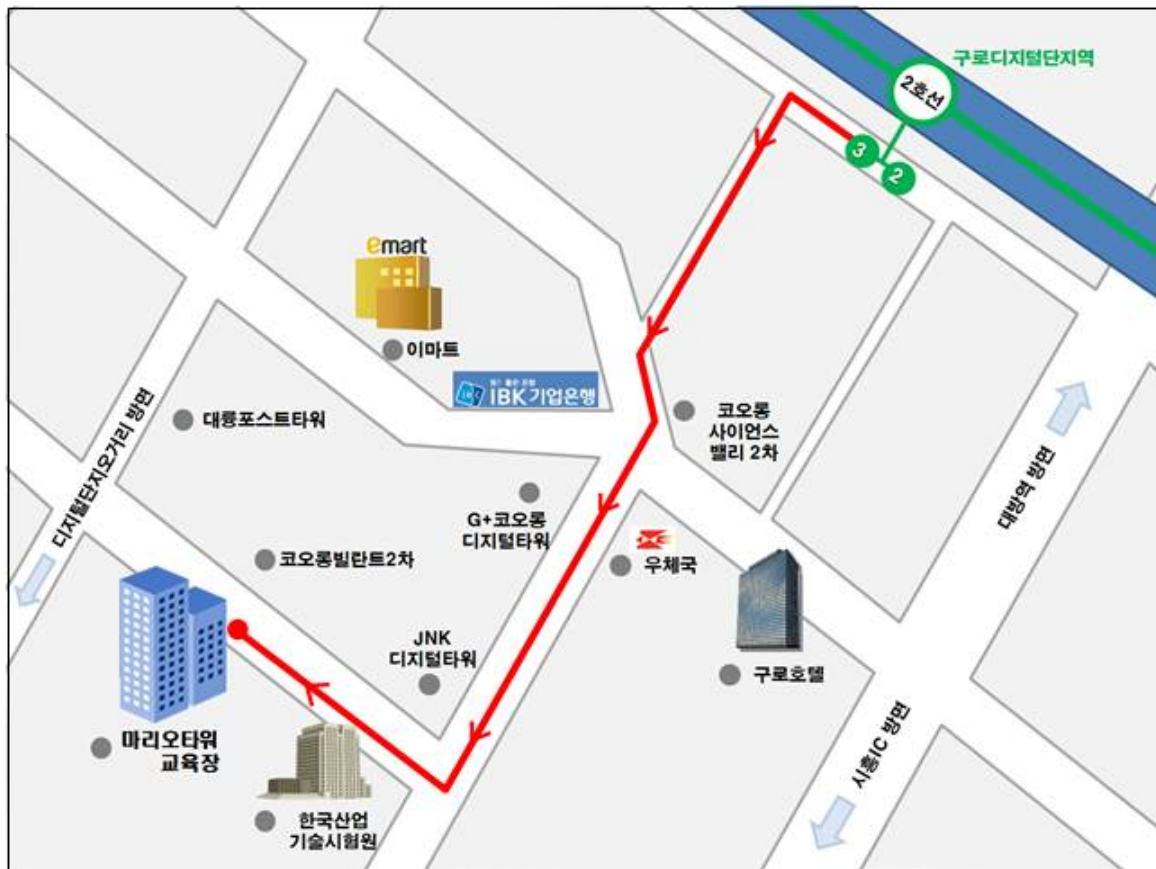 구로디지털단지역
2호선
3
2
emart
이마트
IBK 기업은행
대륭포스트타워
코오롱
사이언스
밸리 2차
디지털단지오거리 방면
대방역 방면
G+코오롱
디지털타워
우체국
코오롱빌란트2차
JNK
디지털타워
구로호텔
마리오타워
교육장
시흥IC 방면
한국산업
기술시험원